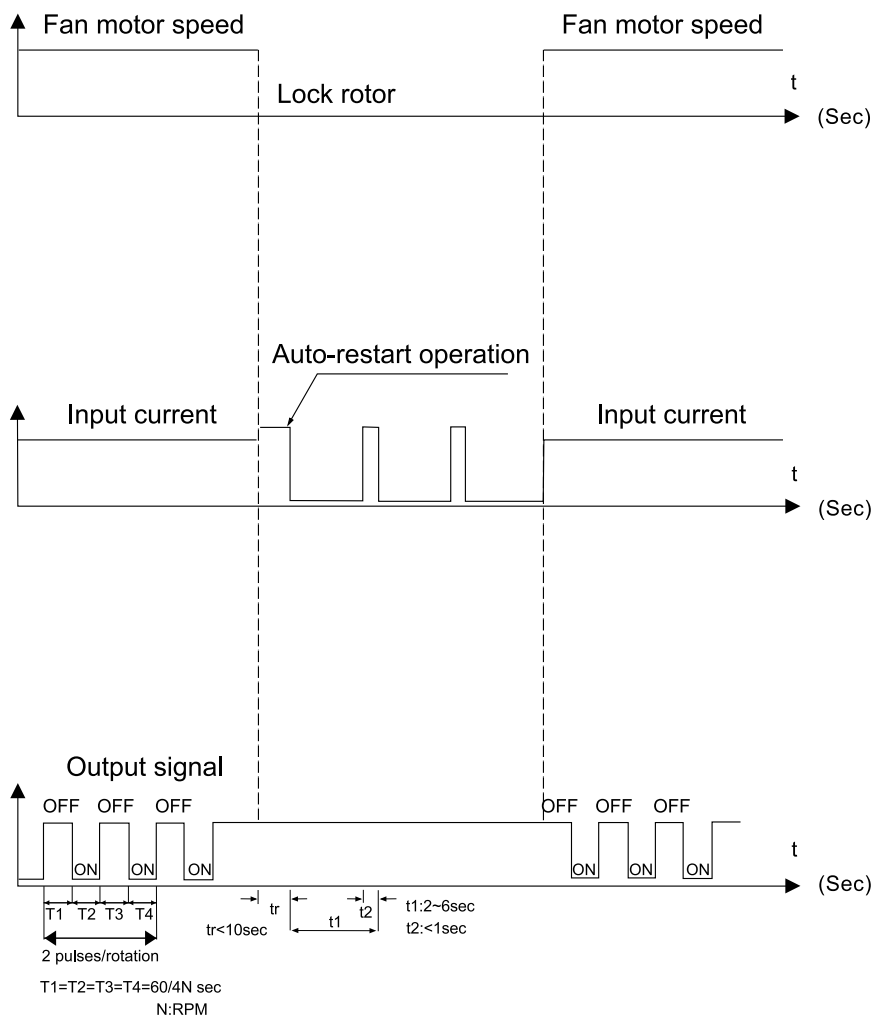 Fan motor speed
Fan motor speed
t
Lock rotor
(Sec)
Auto-restart operation
Input current
Input current
t
(Sec)
Output signal
OFF OFF OFF
OFF OFF OFF
t
ON ON ON
ON ON ON
(Sec)
T1 T2 T3 T4
tr
t2
t1:2~6sec
tr<10sec
t1
t2:<1sec
2 pulses/rotation
T1=T2=T3=T4=60/4N sec
N:RPM